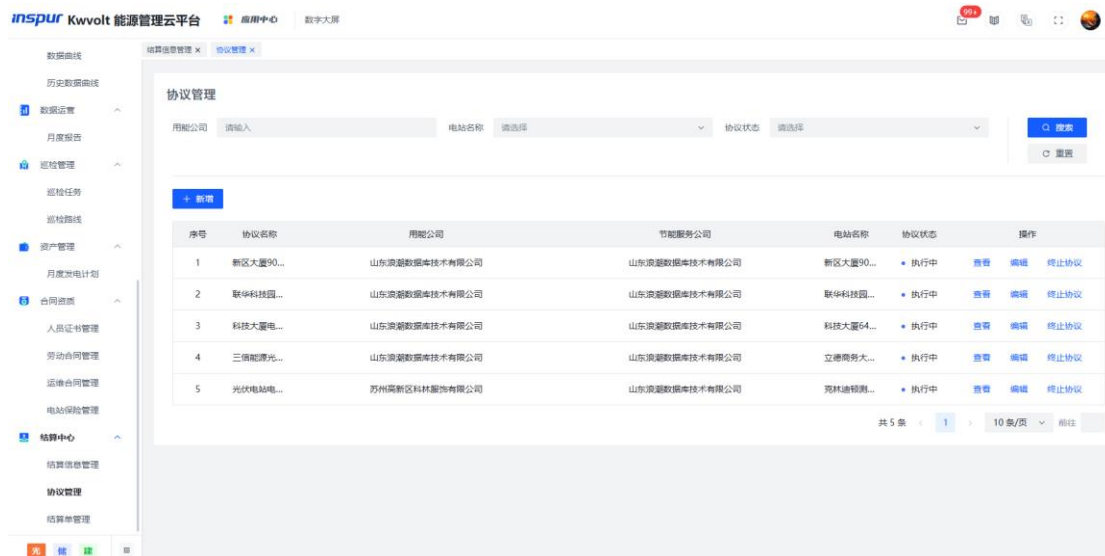 inspur Kwvolt 能源管理云平台 应用中心 数字大屏 99+
数据曲线
历史数据曲线
数据运营
月度报告
巡检管理
巡检任务
巡检路线
资产管理
月度发电计划
合同资质
人员证书管理
劳动合同管理
运维合同管理
电站保险管理
结算中心
结算信息管理
协议管理
结算单管理
光 储 建
结算信息管理 × 协议管理 ×
协议管理
用能公司 请输入 电站名称 请选择 协议状态 请选择 搜索
重置
+ 新增
序号 协议名称 用能公司 节能服务公司 电站名称 协议状态 操作
1 新区大厦90... 山东浪潮数据库技术有限公司 山东浪潮数据库技术有限公司 新区大厦90... 执行中 查看 编辑 终止协议
2 联华科技园... 山东浪潮数据库技术有限公司 山东浪潮数据库技术有限公司 联华科技园... 执行中 查看 编辑 终止协议
3 科技大厦电... 山东浪潮数据库技术有限公司 山东浪潮数据库技术有限公司 科技大厦64... 执行中 查看 编辑 终止协议
4 三信能源光... 山东浪潮数据库技术有限公司 山东浪潮数据库技术有限公司 立德商务大... 执行中 查看 编辑 终止协议
5 光伏电站电... 苏州高新区科林服饰有限公司 山东浪潮数据库技术有限公司 克林迪顿测... 执行中 查看 编辑 终止协议
共 5 条 1 10 条/页 前往